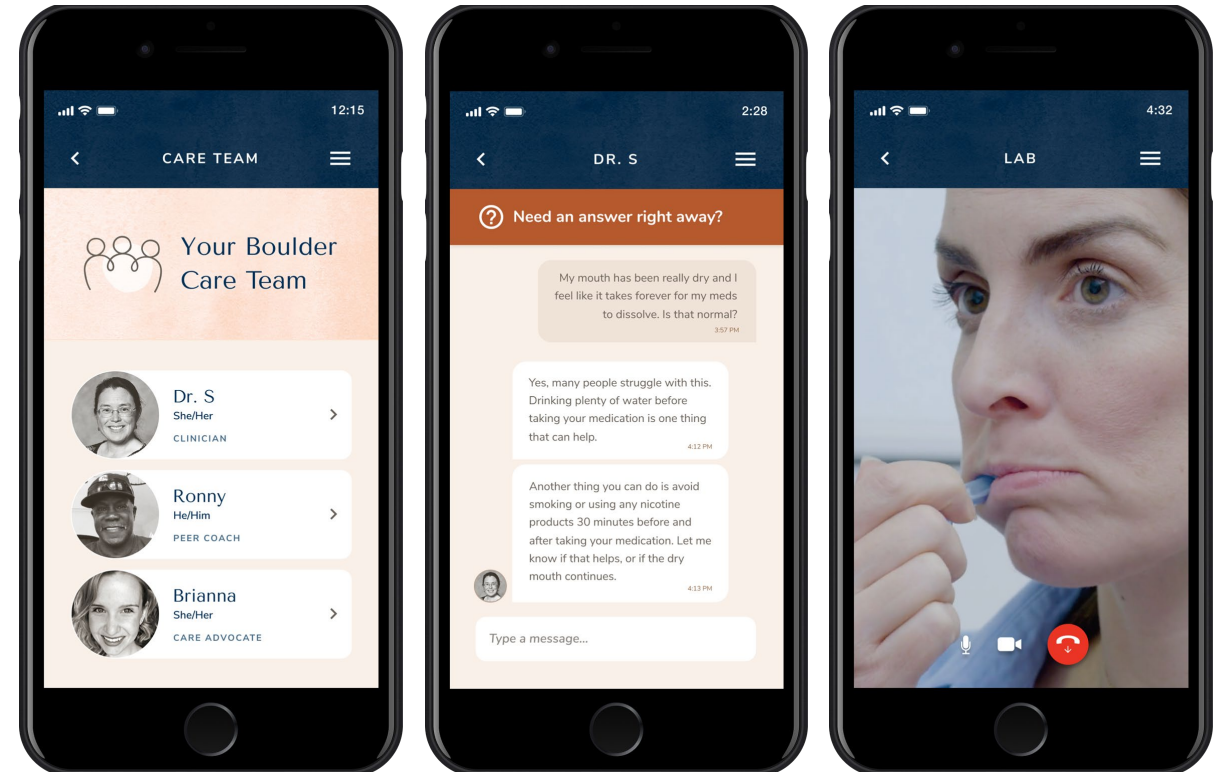 12:15
CARE TEAM
Your Boulder
Care Team
Dr. S
She/Her
CLINICIAN
Ronny
He/Him
PEER COACH
Brianna
She/Her
CARE ADVOCATE
2:28
DR. S
Need an answer right away?
My mouth has been really dry and I
feel like it takes forever for my meds
to dissolve. Is that normal?
3:57 PM
Yes, many people struggle with this.
Drinking plenty of water before
taking your medication is one thing
that can help.
4:12 PM
Another thing you can do is avoid
smoking or using any nicotine
products 30 minutes before and
after taking your medication. Let me
know if that helps, or if the dry
mouth continues.
4:13 PM
Type a message...
4:32
LAB